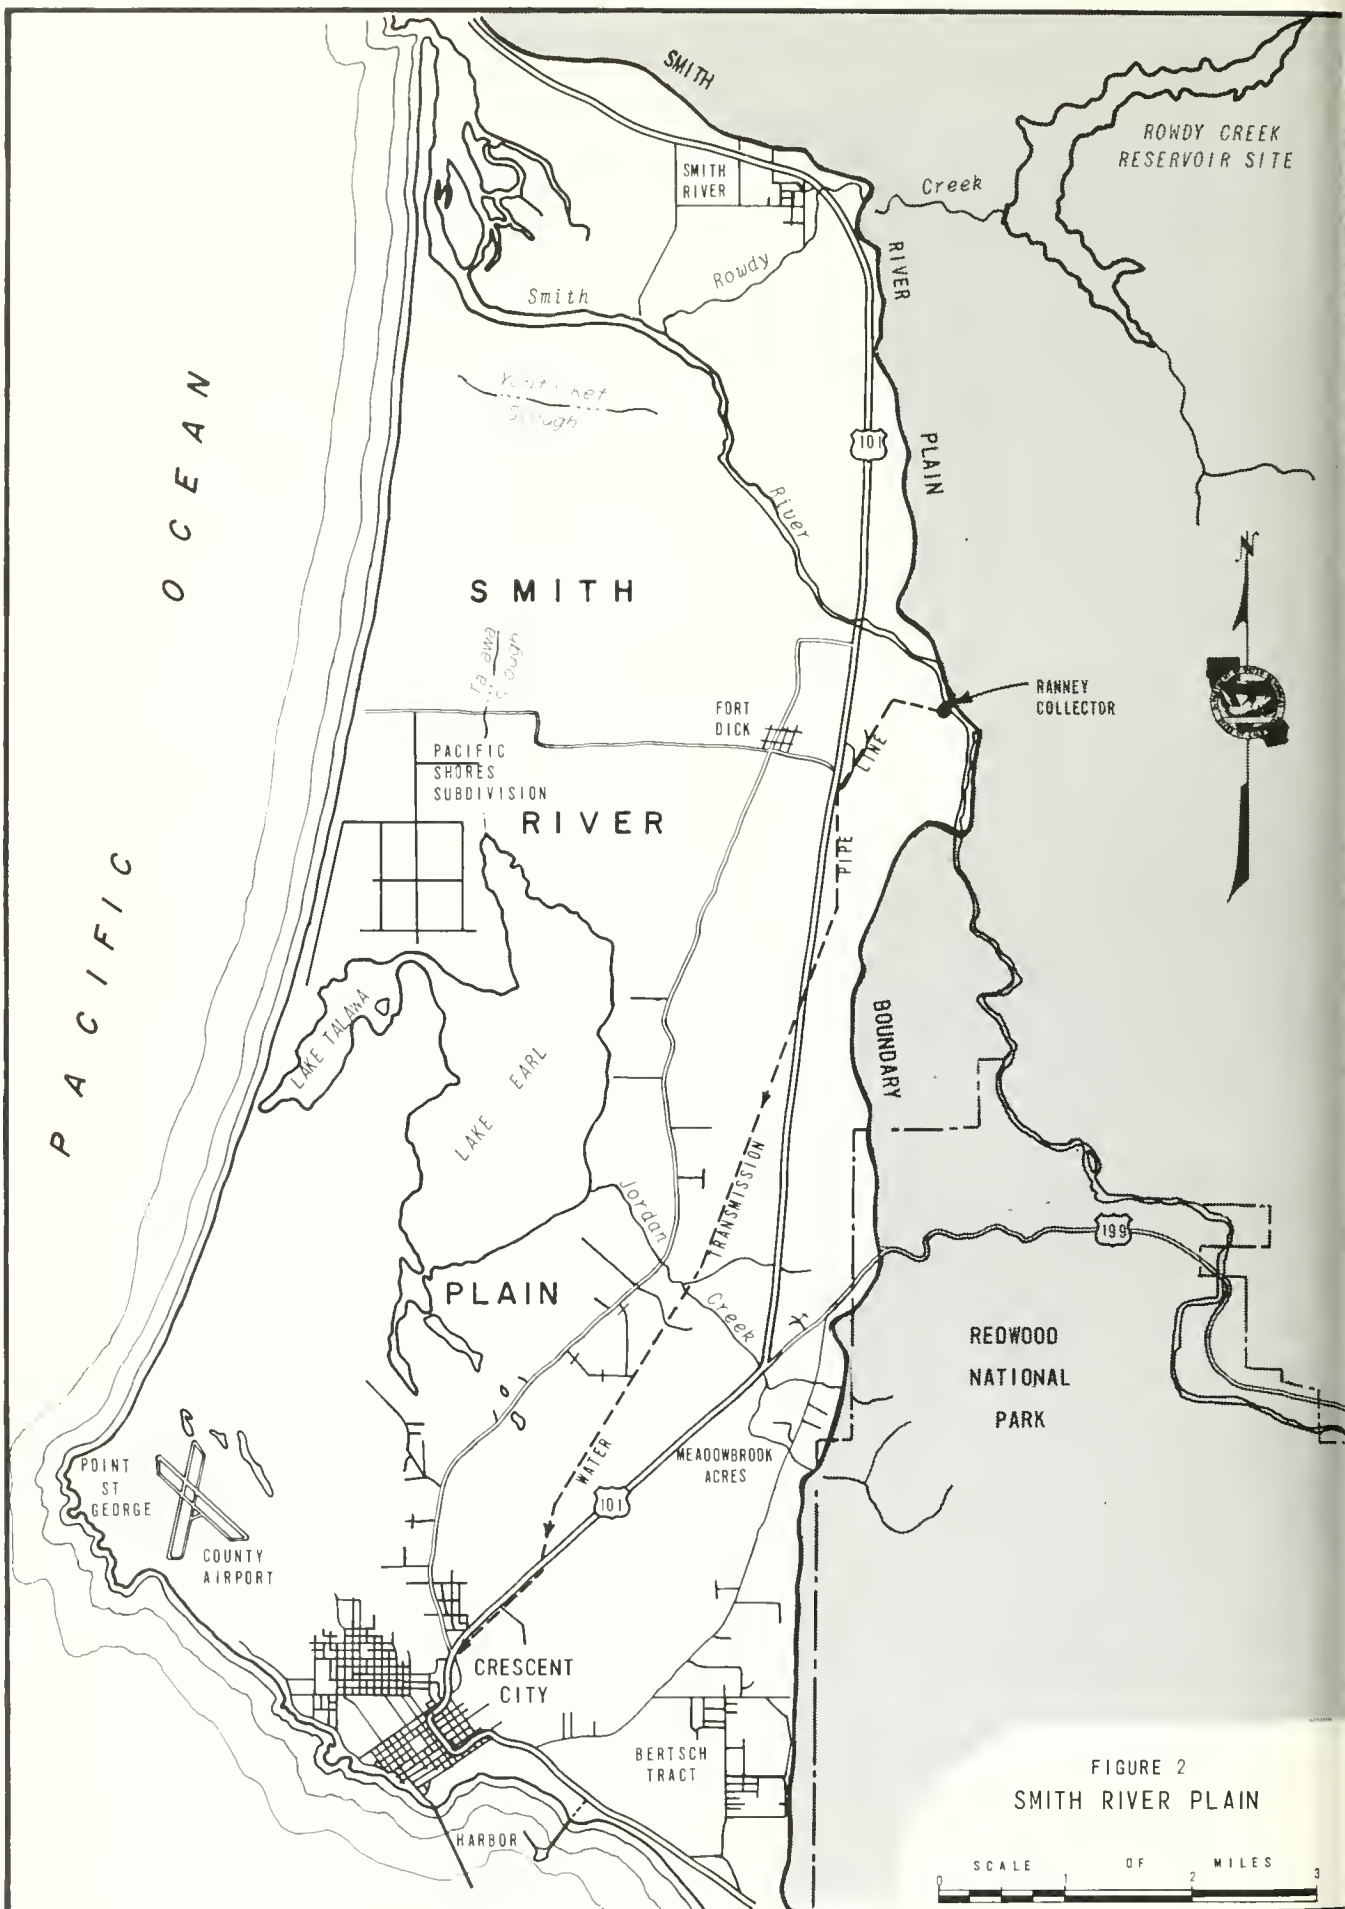 SMITH
ROWDY CREEK
RESERVOIR SITE
SMITH
RIVER
Creek
RIVER
Rowdy
Smith
OCEAN
101
PLAIN
River
N
SMITH
RANNEY
COLLECTOR
FORT
DICK
LINE
PACIFIC
SHORES
SUBDIVISION
RIVER
PIPE
PACIFIC
LAKE TALAWA
BOUNDARY
LAKE EARL
TRANSMISSION
Jordan
199
PLAIN
Creek
REDWOOD
NATIONAL
PARK
WATER
MEADOWBROOK
ACRES
POINT
ST
GEORGE
101
COUNTY
AIRPORT
CRESCENT
CITY
BERTSCH
TRACT
HARBOR
FIGURE 2
SMITH RIVER PLAIN
SCALE OF MILES
0 1 2 3